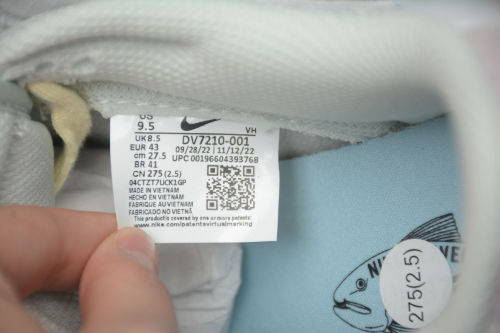 US
9.5
VH
UK 8.5
EUR 43
cm 27.5
BR 41
CN 275 (2.5)
DV7210-001
09/28/22 | 11/12/22
UPC 00196604393768
04CTZT7UCK1GP
MADE IN VIETNAM
HECHO EN VIETNAM
FABRIQUE AU VIETNAM
FABRICADO NO VIETNÃ
This product is covered by one or more patents:
www.nike.com/patentsvirtualmarking
275(2.5)